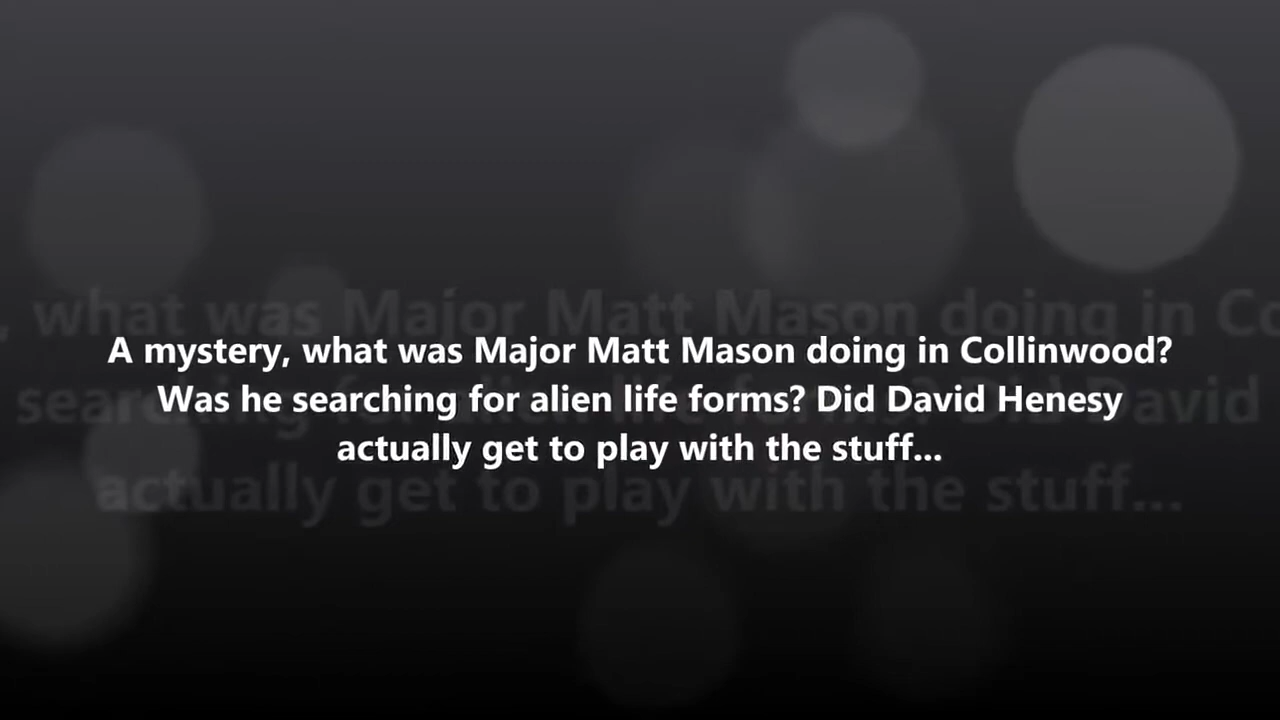 A mystery, what was Major Matt Mason doing in Collinwood?
Was he searching for alien life forms? Did David Henesy
actually get to play with the stuff...